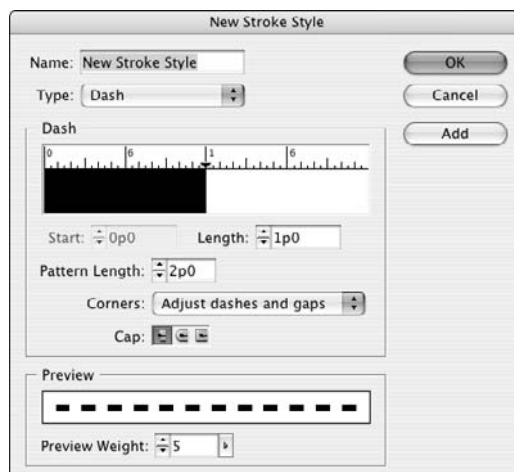 New Stroke Style
Name: New Stroke Style
OK
Type: Dash
Cancel
Add
Dash
0 6 1 6
Start: 0p0 Length: 1p0
Pattern Length: 2p0
Corners: Adjust dashes and gaps
Cap:
Preview
Preview Weight: 5